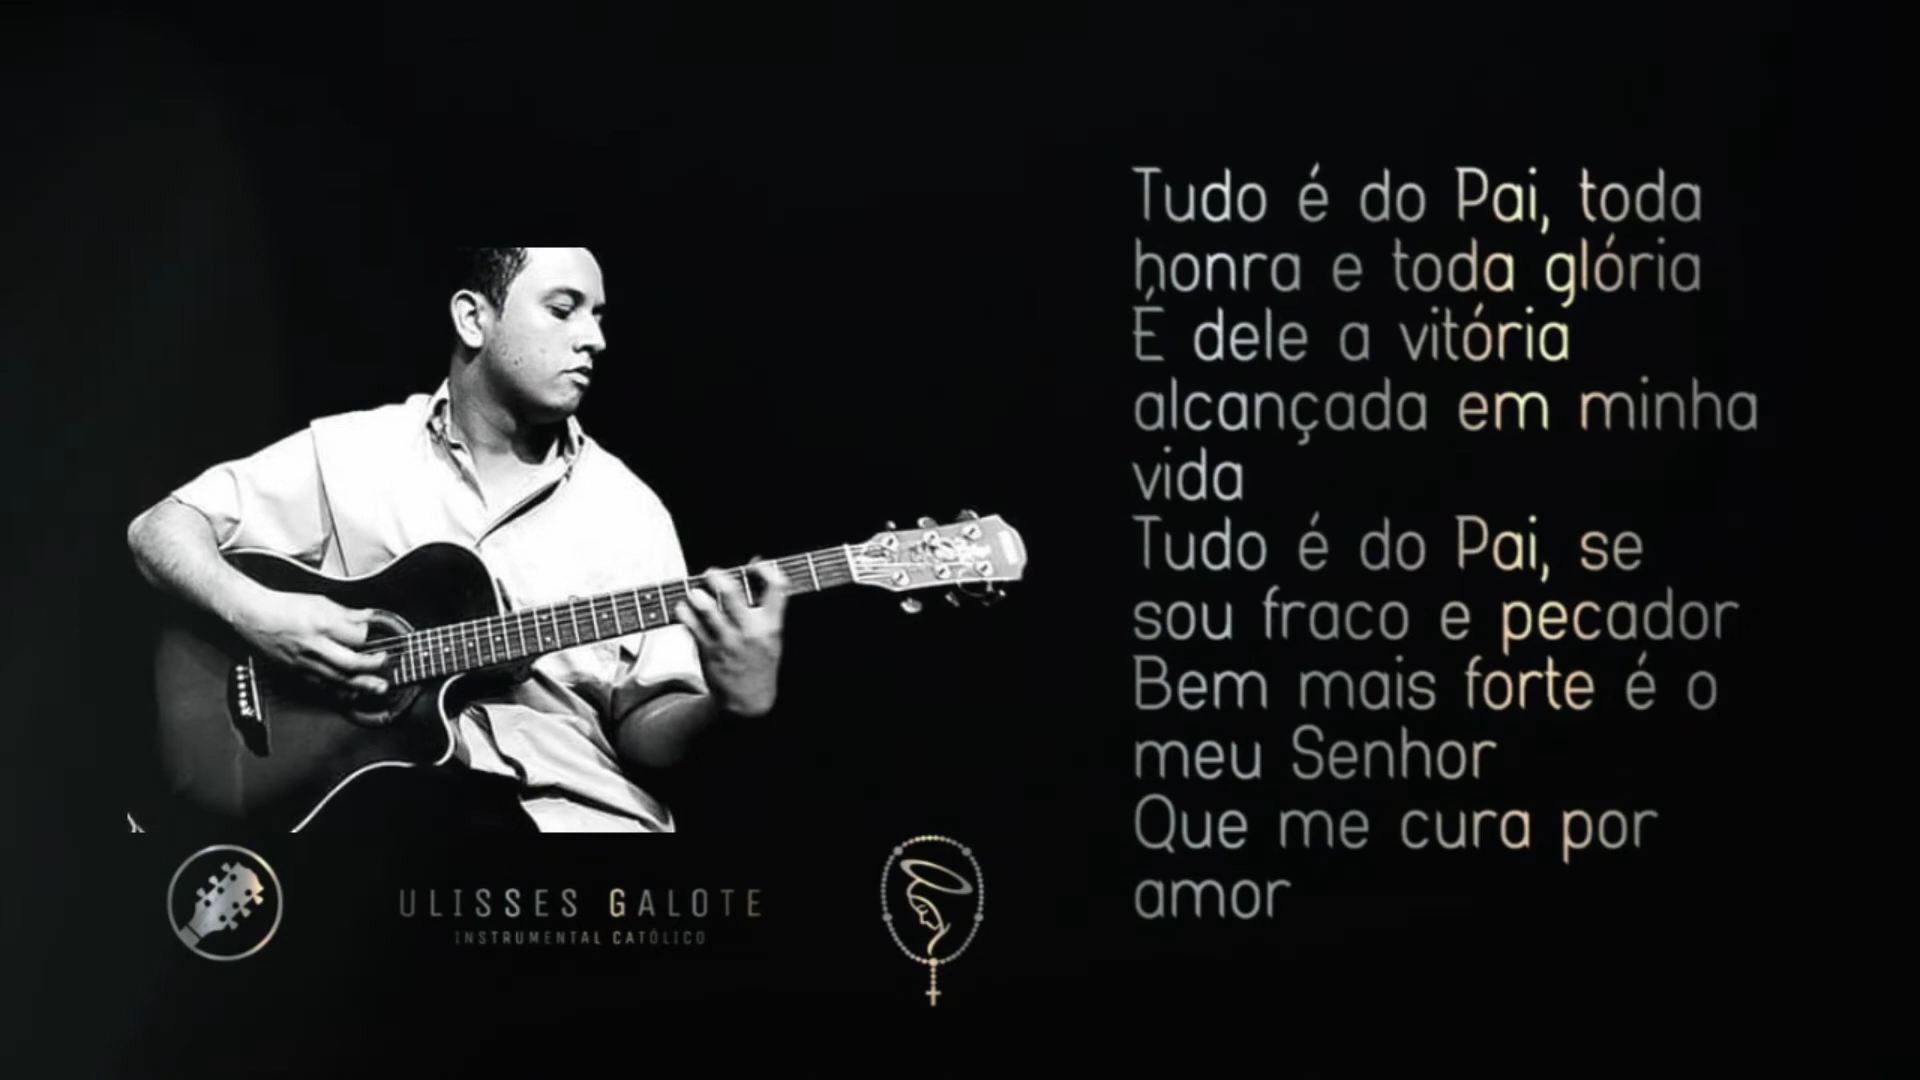 Tudo é do Pai, toda
honra e toda glória
É dele a vitória
alcançada em minha
vida
Tudo é do Pai, se
sou fraco e pecador
Bem mais forte é o
meu Senhor
Que me cura por
amor
ULISSES GALOTE
INSTRUMENTAL CATÓLICO